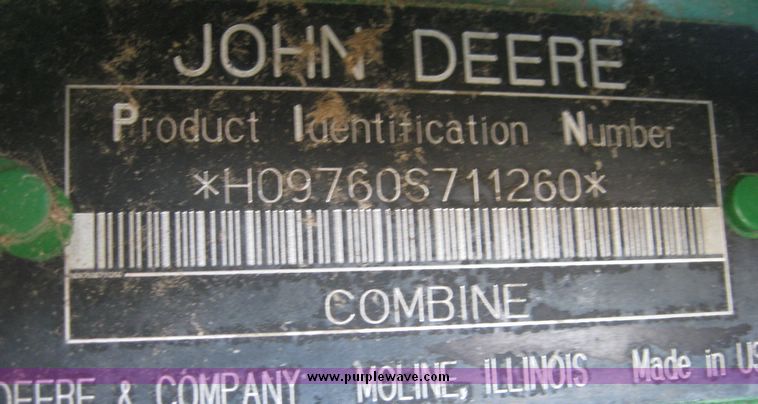 JOHN DEERE
Product Identification Number
*H09760S711260*
COMBINE
DEERE & COMPANY MOLINE, ILLINOIS Made in US
www.purplewave.com